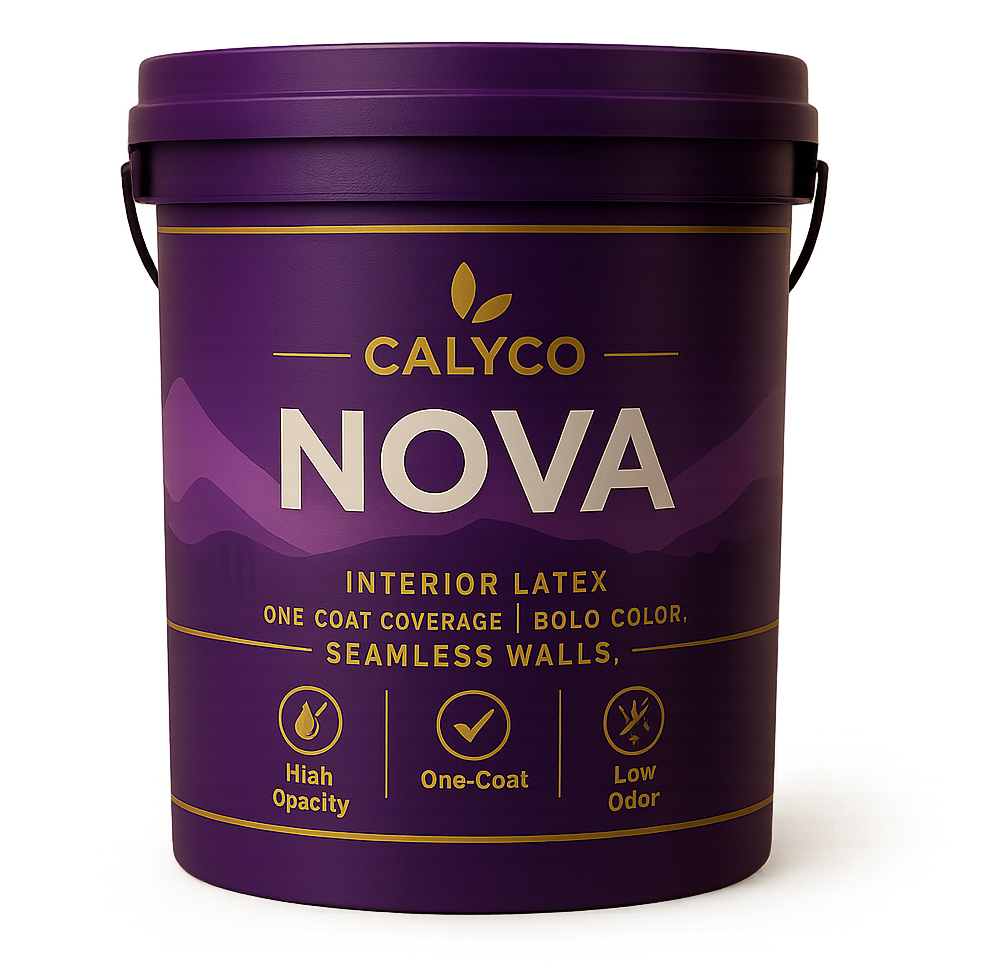 CALYCO
NOVA
INTERIOR LATEX
ONE COAT COVERAGE | BOLO COLOR,
SEAMLESS WALLS,
Hiah
Opacity
One-Coat
Low
Odor